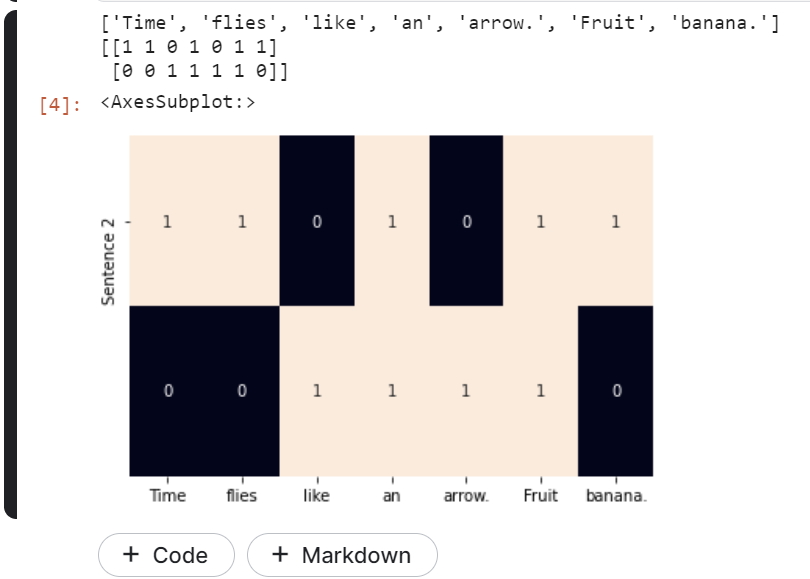 ['Time', 'flies', 'like', 'an', 'arrow.', 'Fruit', 'banana.']
[[1 1 0 1 0 1 1]
[0 0 1 1 1 1 0]]
[4]: <AxesSubplot:>
1 1 0 1 0 1 1
Sentence 2
0 0 1 1 1 1 0
Time flies like an arrow. Fruit banana.
+ Code + Markdown